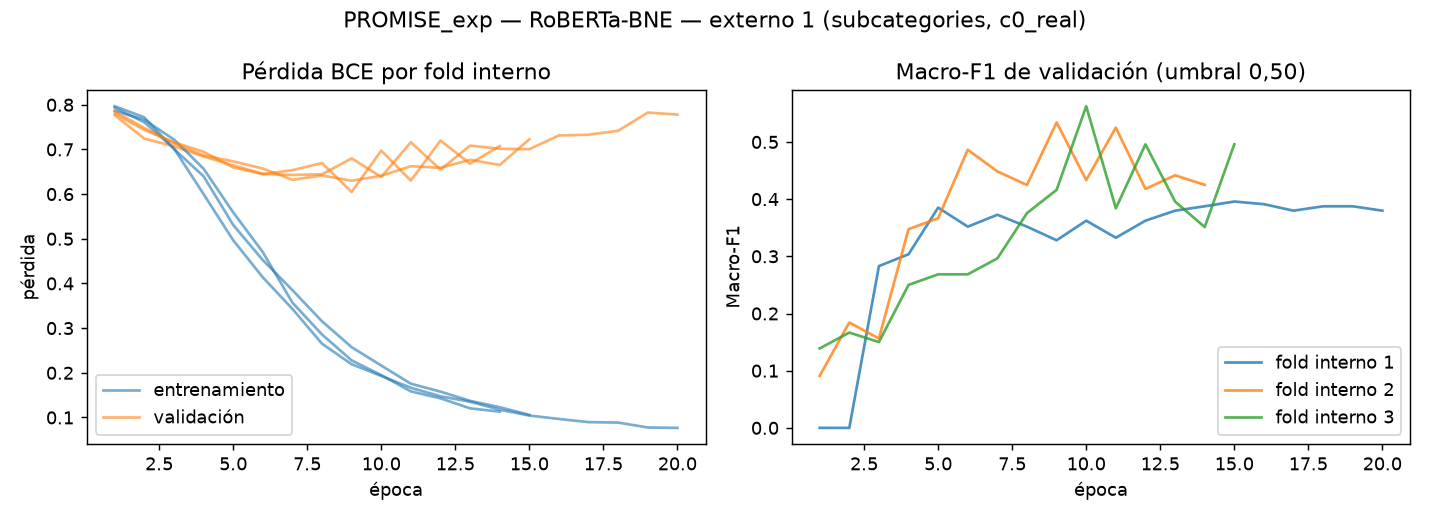 PROMISE_exp — RoBERTa-BNE — externo 1 (subcategories, c0_real)
Pérdida BCE por fold interno
pérdida
0.8
0.7
0.6
0.5
0.4
0.3
0.2
0.1
entrenamiento
validación
2.5 5.0 7.5 10.0 12.5 15.0 17.5 20.0
época
Macro-F1 de validación (umbral 0,50)
Macro-F1
0.5
0.4
0.3
0.2
0.1
0.0
fold interno 1
fold interno 2
fold interno 3
2.5 5.0 7.5 10.0 12.5 15.0 17.5 20.0
época